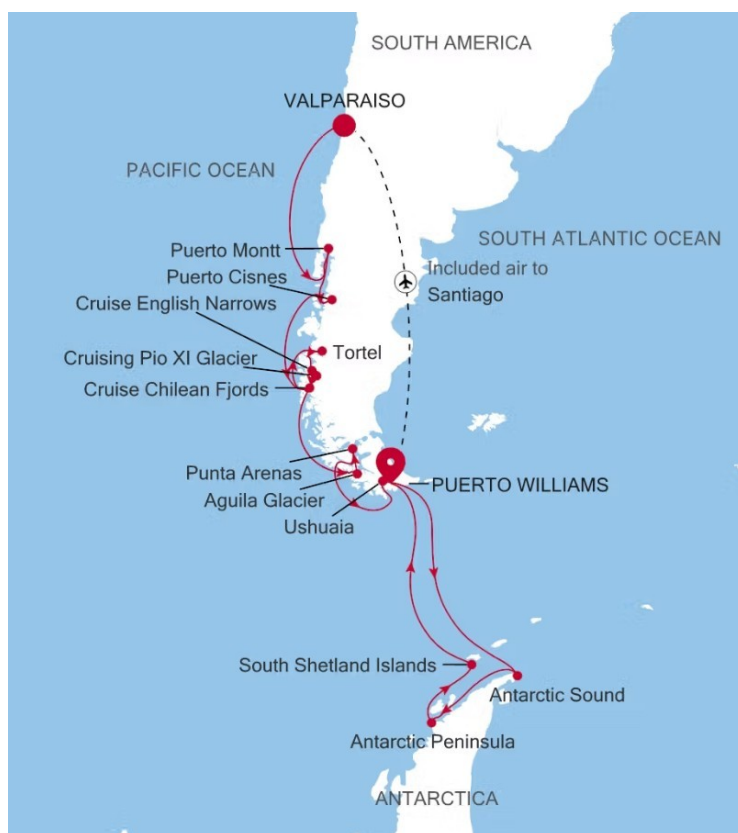 SOUTH AMERICA
VALPARAISO
PACIFIC OCEAN
SOUTH ATLANTIC OCEAN
Puerto Montt
Included air to
Santiago
Puerto Cisnes
Cruise English Narrows
Tortel
Cruising Pio XI Glacier
Cruise Chilean Fjords
Punta Arenas
PUERTO WILLIAMS
Aguila Glacier
Ushuaia
South Shetland Islands
Antarctic Sound
Antarctic Peninsula
ANTARCTICA